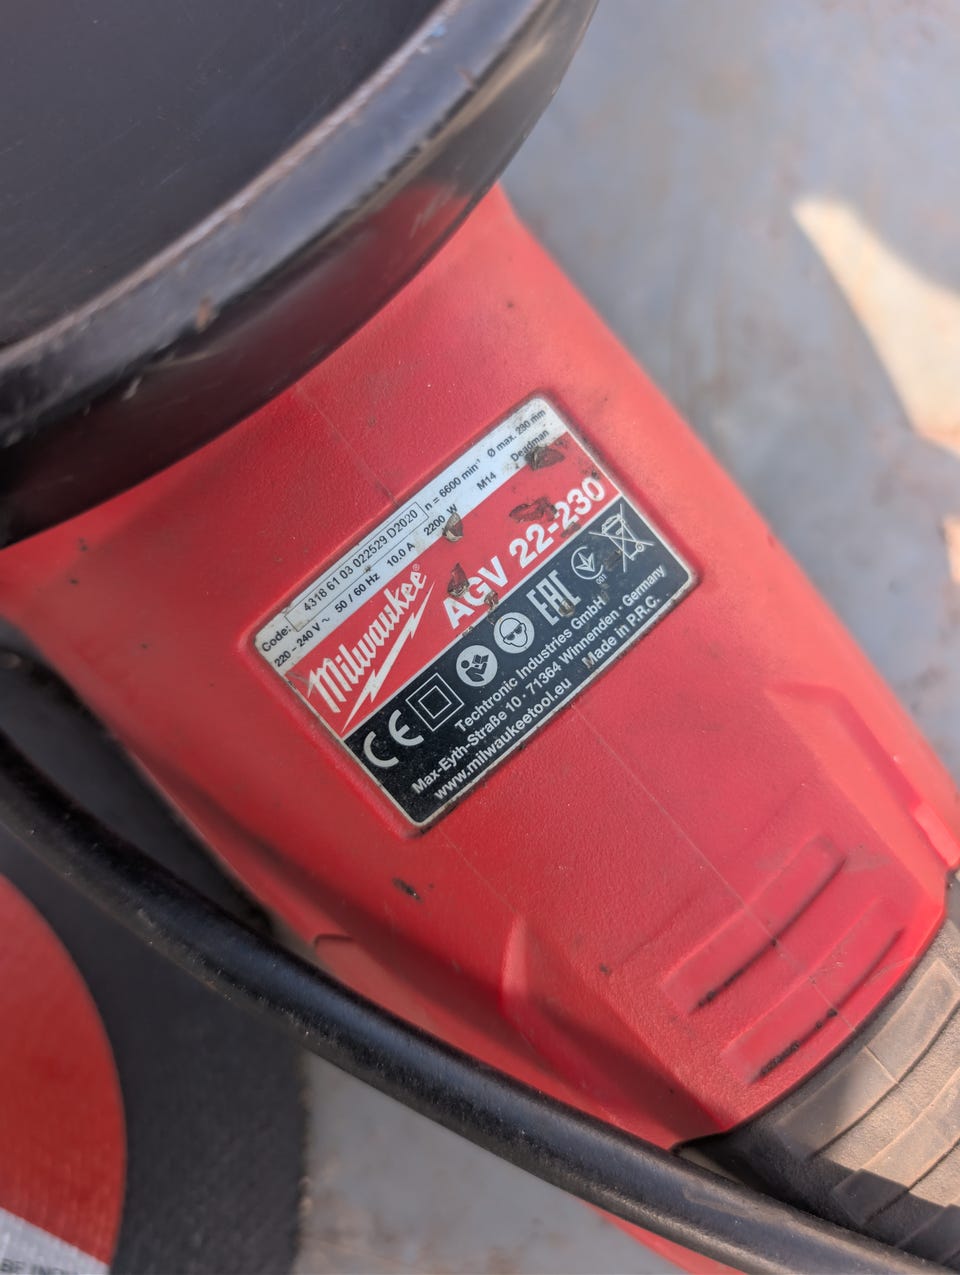 Code: 4318 61 03 022529 D2020 n = 6600 min⁻¹ Ø max. 230 mm
220 – 240 V ~ 50 / 60 Hz 10.0 A 2200 W M14 Deadman
Milwaukee®
AGV 22-230
CE EAC 001
Techtronic Industries GmbH
Max-Eyth-Straße 10 · 71364 Winnenden · Germany
www.milwaukeetool.eu Made in P.R.C.